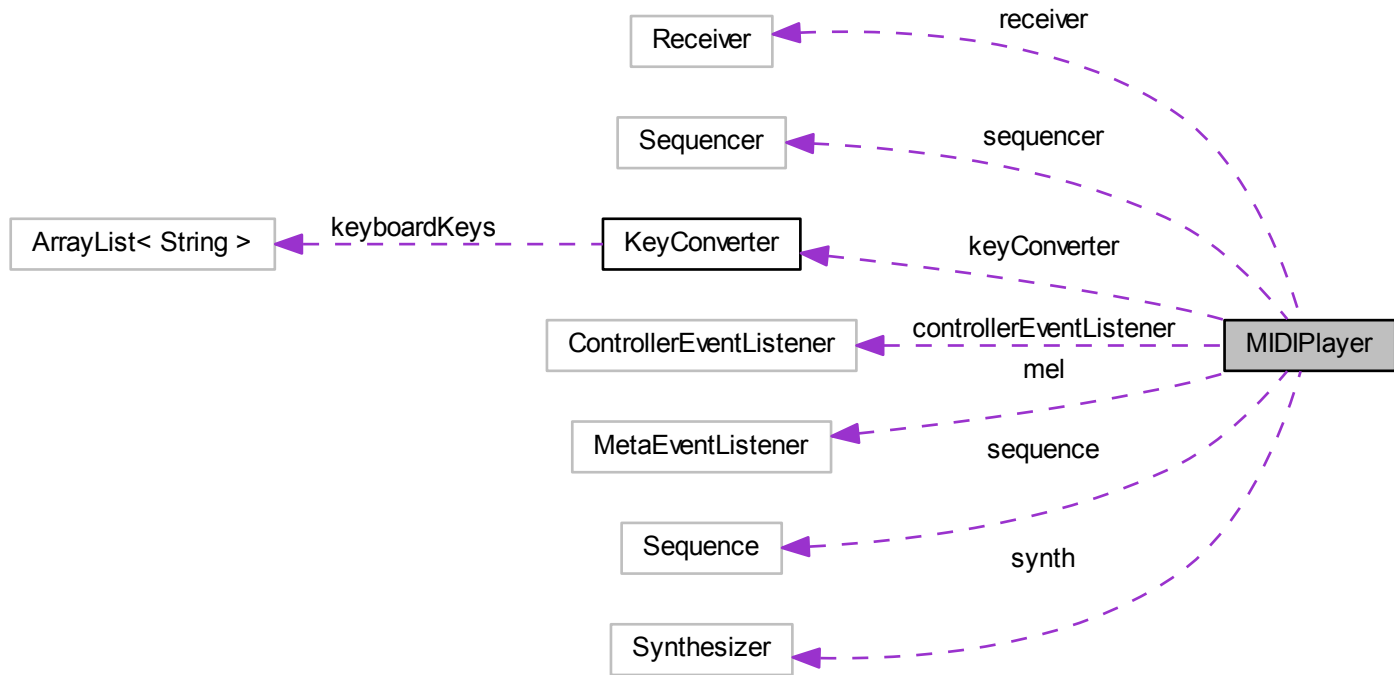 receiver
Receiver
sequencer
Sequencer
keyboardKeys
ArrayList< String >
KeyConverter
keyConverter
controllerEventListener
ControllerEventListener
MIDIPlayer
mel
MetaEventListener
sequence
Sequence
synth
Synthesizer